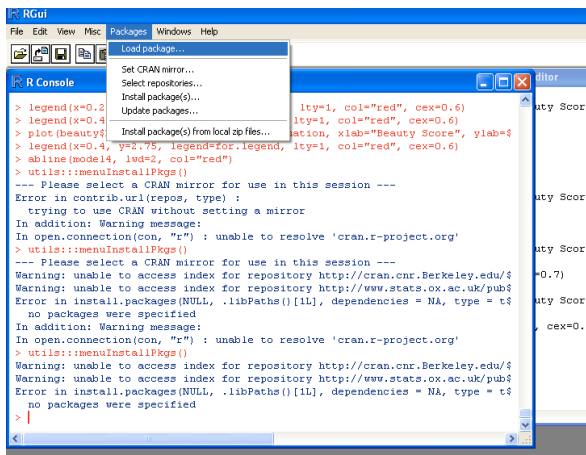 RGui
File Edit View Misc Packages Windows Help
Load package...
Set CRAN mirror...
Select repositories...
Install package(s)...
Update packages...
Install package(s) from local zip files...
R Console
ditor
> legend(x=0.2 lty=1, col="red", cex=0.6)
> legend(x=0.4 lty=1, col="red", cex=0.6)
> plot(beauty$ uation, xlab="Beauty Score", ylab=$
> legend(x=0.4, y=2.75, legend=for.legend, lty=1, col="red", cex=0.6)
> abline(model4, lwd=2, col="red")
> utils:::menuInstallPkgs()
--- Please select a CRAN mirror for use in this session ---
Error in contrib.url(repos, type) :
trying to use CRAN without setting a mirror
In addition: Warning message:
In open.connection(con, "r") : unable to resolve 'cran.r-project.org'
> utils:::menuInstallPkgs()
--- Please select a CRAN mirror for use in this session ---
Warning: unable to access index for repository http://cran.cnr.Berkeley.edu/$
Warning: unable to access index for repository http://www.stats.ox.ac.uk/pub$
Error in install.packages(NULL, .libPaths()[1L], dependencies = NA, type = t$
no packages were specified
In addition: Warning message:
In open.connection(con, "r") : unable to resolve 'cran.r-project.org'
> utils:::menuInstallPkgs()
Warning: unable to access index for repository http://cran.cnr.Berkeley.edu/$
Warning: unable to access index for repository http://www.stats.ox.ac.uk/pub$
Error in install.packages(NULL, .libPaths()[1L], dependencies = NA, type = t$
no packages were specified
>
uty Scor
uty Scor
uty Scor
=0.7)
uty Scor
, cex=0.